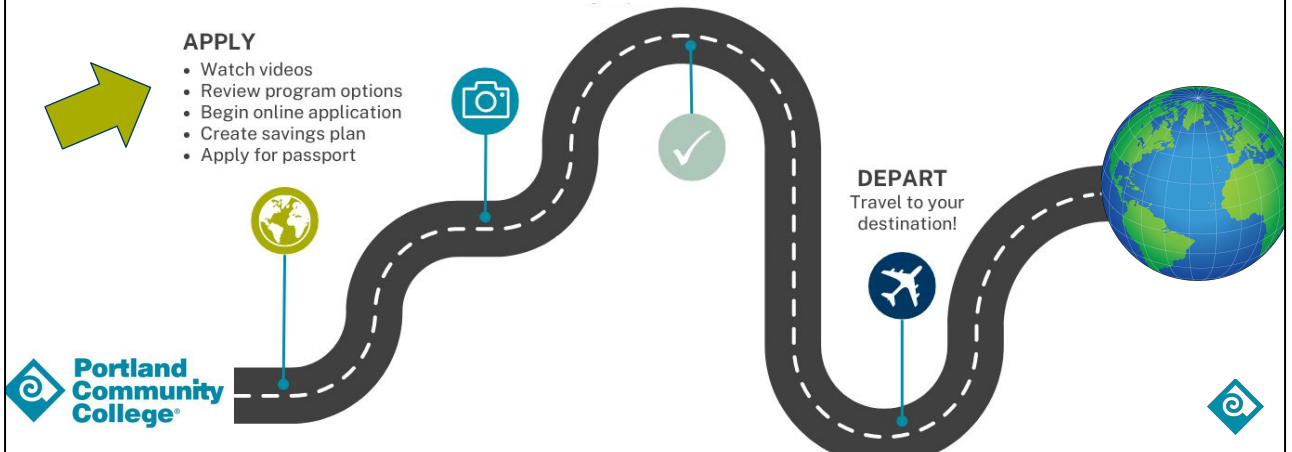 APPLY
• Watch videos
• Review program options
• Begin online application
• Create savings plan
• Apply for passport
DEPART
Travel to your
destination!
Portland
Community
College®